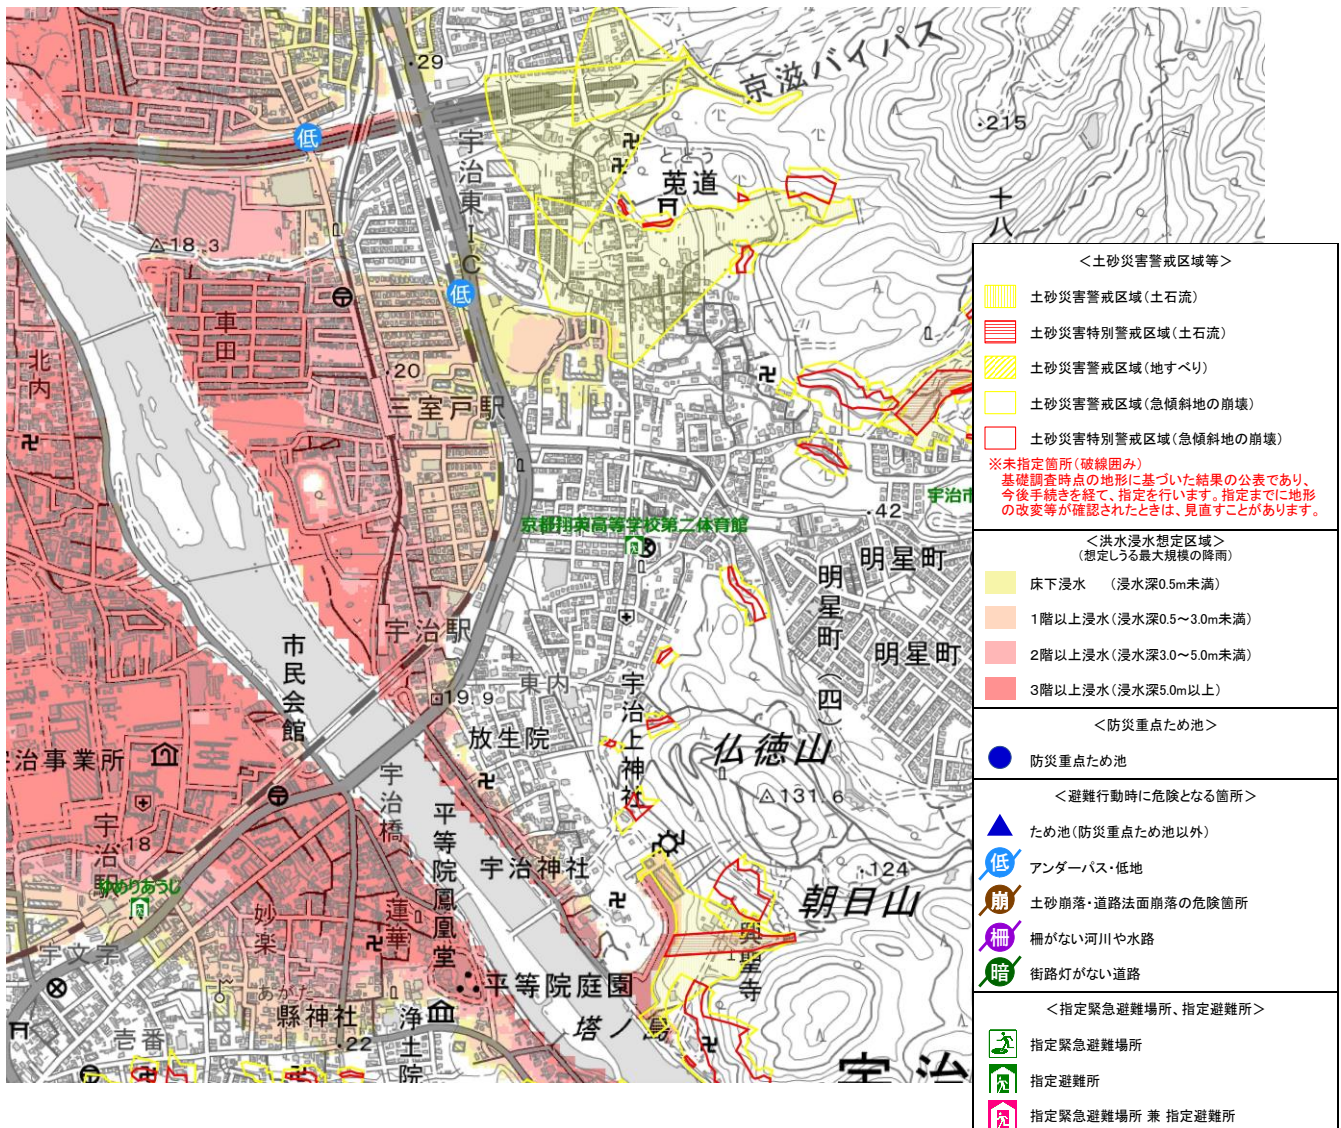 京滋バイパス
・29
・215
低
宇治東IC
とどう
莵道
十八
△18.3
低
車田
北内
・20
三室戸駅
京都翔英高等学校第二体育館
宇治市
・42
明星町
明星町(四)
明星町
宇治駅
市民会館
19.9
東内
宇治上神社
放生院
仏徳山
△131.6
治事業所
宇治橋
平等院鳳凰堂
宇治神社
・124
朝日山
18
宇治駅
ゆめりあうじ
妙楽
蓮華
興聖寺
宇文字
平等院庭園
あがた
縣神社
塔ノ島
浄土院
壱番
・22
宇治
<土砂災害警戒区域等>
土砂災害警戒区域(土石流)
土砂災害特別警戒区域(土石流)
土砂災害警戒区域(地すべり)
土砂災害警戒区域(急傾斜地の崩壊)
土砂災害特別警戒区域(急傾斜地の崩壊)
※未指定箇所(破線囲み)
基礎調査時点の地形に基づいた結果の公表であり、
今後手続きを経て、指定を行います。指定までに地形
の改変等が確認されたときは、見直すことがあります。
<洪水浸水想定区域>
(想定しうる最大規模の降雨)
床下浸水 (浸水深0.5m未満)
1階以上浸水(浸水深0.5~3.0m未満)
2階以上浸水(浸水深3.0~5.0m未満)
3階以上浸水(浸水深5.0m以上)
<防災重点ため池>
防災重点ため池
<避難行動時に危険となる箇所>
ため池(防災重点ため池以外)
低 アンダーパス・低地
崩 土砂崩落・道路法面崩落の危険箇所
柵 柵がない河川や水路
暗 街路灯がない道路
<指定緊急避難場所、指定避難所>
指定緊急避難場所
指定避難所
指定緊急避難場所 兼 指定避難所